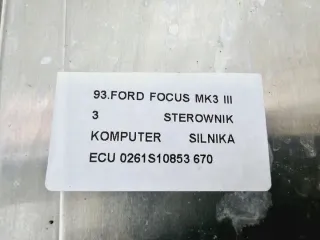 93.FORD FOCUS MK3 III
3 STEROWNIK
KOMPUTER SILNIKA
ECU 0261S10853 670